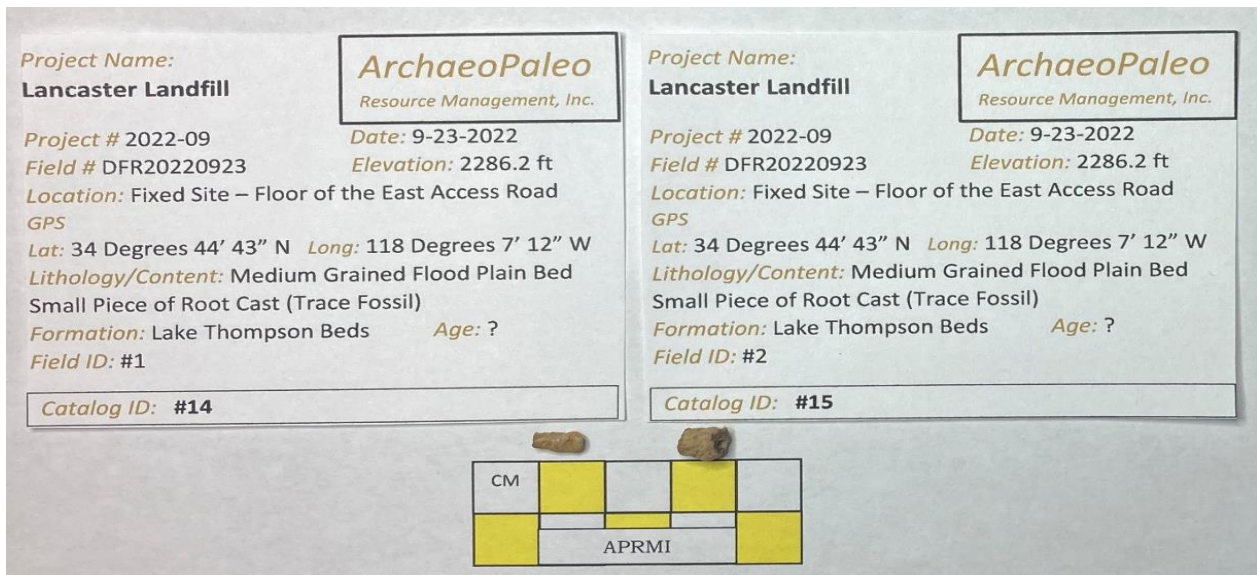 Project Name:
Lancaster Landfill
ArchaeoPaleo
Resource Management, Inc.
Project # 2022-09 Date: 9-23-2022
Field # DFR20220923 Elevation: 2286.2 ft
Location: Fixed Site – Floor of the East Access Road
GPS
Lat: 34 Degrees 44′ 43” N Long: 118 Degrees 7′ 12” W
Lithology/Content: Medium Grained Flood Plain Bed
Small Piece of Root Cast (Trace Fossil)
Formation: Lake Thompson Beds Age: ?
Field ID: #1
Catalog ID: #14
Project Name:
Lancaster Landfill
ArchaeoPaleo
Resource Management, Inc.
Project # 2022-09 Date: 9-23-2022
Field # DFR20220923 Elevation: 2286.2 ft
Location: Fixed Site – Floor of the East Access Road
GPS
Lat: 34 Degrees 44′ 43” N Long: 118 Degrees 7′ 12” W
Lithology/Content: Medium Grained Flood Plain Bed
Small Piece of Root Cast (Trace Fossil)
Formation: Lake Thompson Beds Age: ?
Field ID: #2
Catalog ID: #15
CM
APRMI